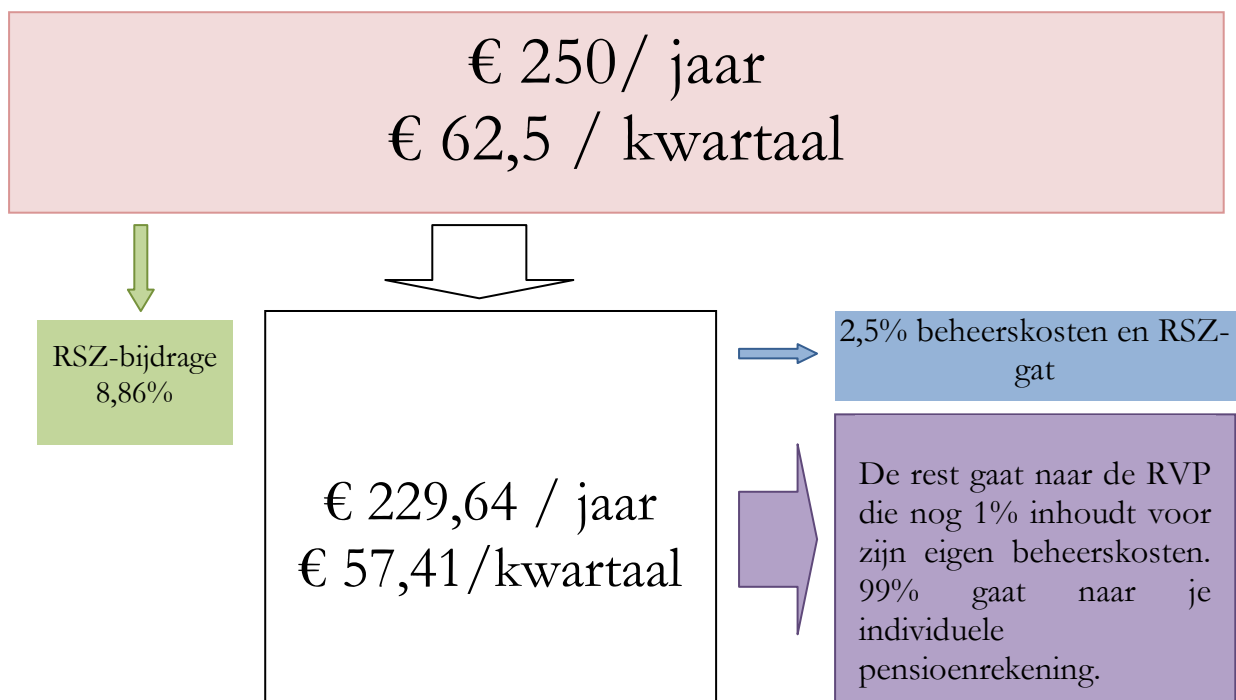 € 250/ jaar
€ 62,5 / kwartaal
RSZ-bijdrage
8,86%
€ 229,64 / jaar
€ 57,41/kwartaal
2,5% beheerskosten en RSZ-
gat
De rest gaat naar de RVP
die nog 1% inhoudt voor
zijn eigen beheerskosten.
99% gaat naar je
individuele
pensioenrekening.